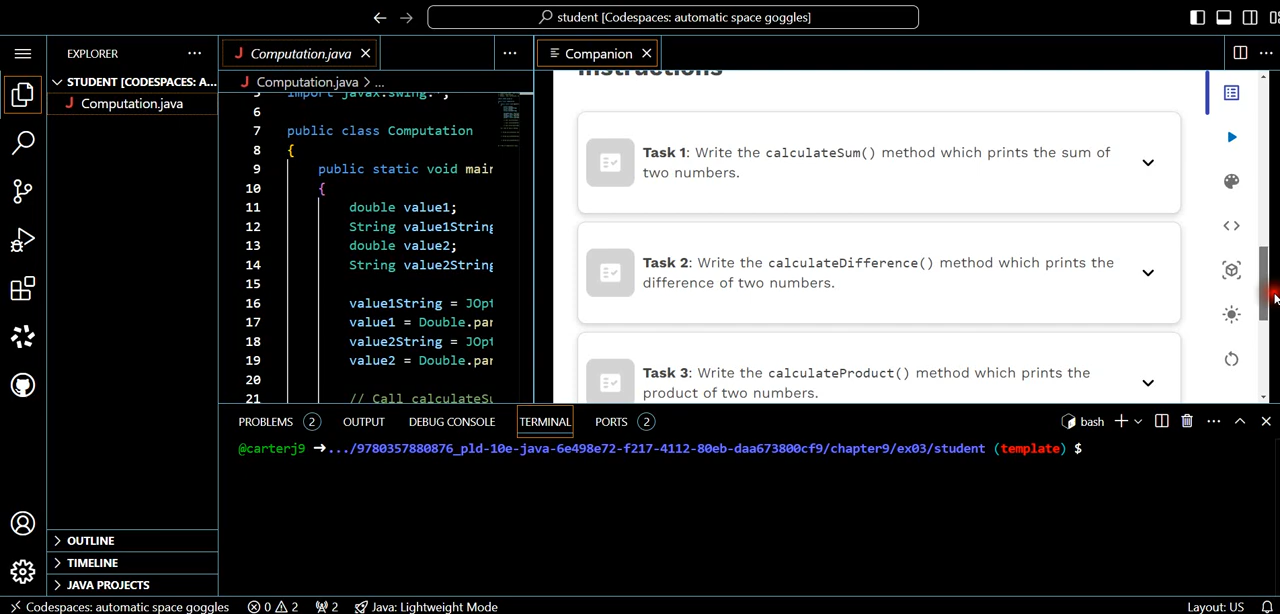 student [Codespaces: automatic space goggles]
EXPLORER
STUDENT [CODESPACES: A...
Computation.java
Computation.java
Computation.java > ...
import javax.swing.*;
6
7 public class Computation
8 {
9 public static void main
10 {
11 double value1;
12 String value1String
13 double value2;
14 String value2String
15
16 value1String = JOpt
17 value1 = Double.par
18 value2String = JOpt
19 value2 = Double.par
20
21 // Call calculateSu
Companion
Instructions
Task 1: Write the calculateSum() method which prints the sum of
two numbers.
Task 2: Write the calculateDifference() method which prints the
difference of two numbers.
Task 3: Write the calculateProduct() method which prints the
product of two numbers.
PROBLEMS 2 OUTPUT DEBUG CONSOLE TERMINAL PORTS 2
bash
@carterj9 ➜.../9780357880876_pld-10e-java-6e498e72-f217-4112-80eb-daa673800cf9/chapter9/ex03/student (template) $
OUTLINE
TIMELINE
JAVA PROJECTS
Codespaces: automatic space goggles 0 2 2 Java: Lightweight Mode Layout: US